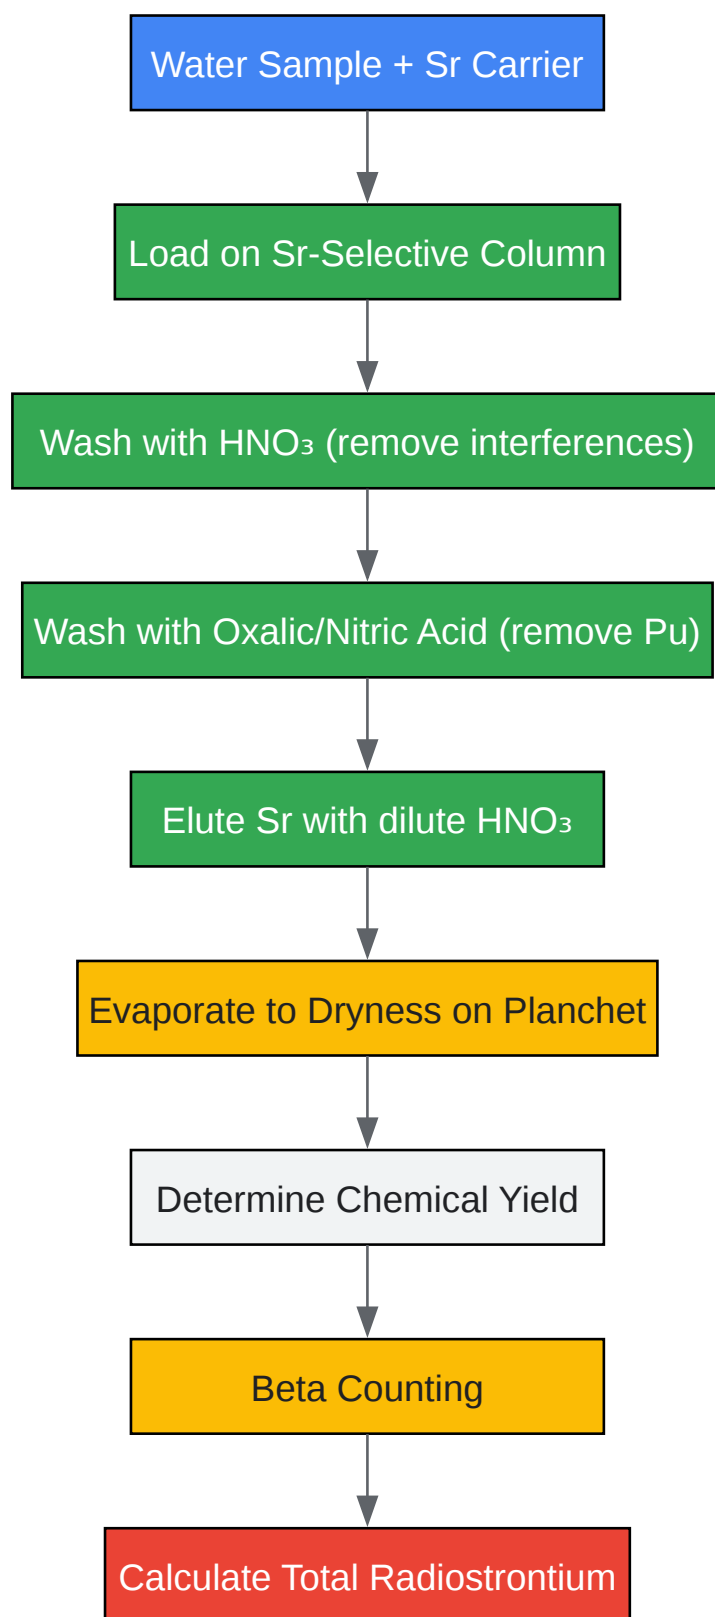 Water Sample + Sr Carrier
Load on Sr-Selective Column
Wash with HNO₃ (remove interferences)
Wash with Oxalic/Nitric Acid (remove Pu)
Elute Sr with dilute HNO₃
Evaporate to Dryness on Planchet
Determine Chemical Yield
Beta Counting
Calculate Total Radiostrontium